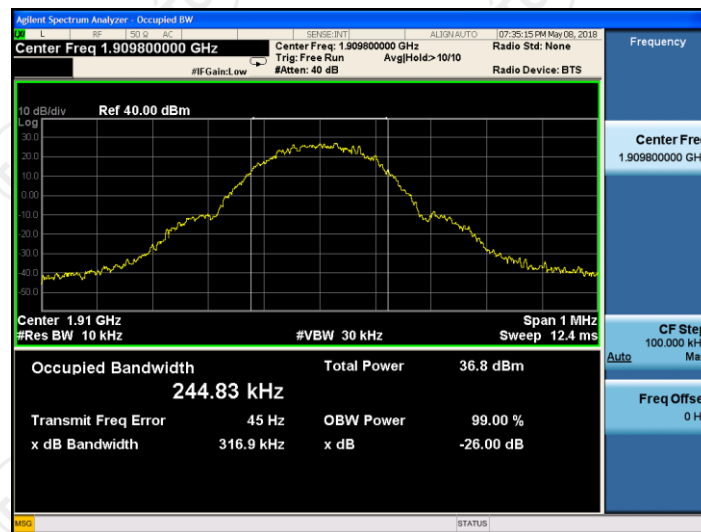 Agilent Spectrum Analyzer - Occupied BW
L RF 50 Ω AC SENSE:INT ALIGN AUTO 07:35:15 PM May 08, 2018
Center Freq 1.909800000 GHz
Center Freq: 1.909800000 GHz
Radio Std: None
Trig: Free Run Avg|Hold:>10/10
#IFGain:Low
#Atten: 40 dB
Radio Device: BTS
10 dB/div Ref 40.00 dBm
Log
30.0
20.0
10.0
0.00
-10.0
-20.0
-30.0
-40.0
-50.0
Center 1.91 GHz
Span 1 MHz
#Res BW 10 kHz
#VBW 30 kHz
Sweep 12.4 ms
Occupied Bandwidth
Total Power 36.8 dBm
244.83 kHz
Transmit Freq Error 45 Hz
OBW Power 99.00 %
x dB Bandwidth 316.9 kHz
x dB -26.00 dB
MSG
STATUS
Frequency
Center Fre
1.909800000 GH
CF Ste
100.000 kH
Auto Ma
Freq Offse
0 H